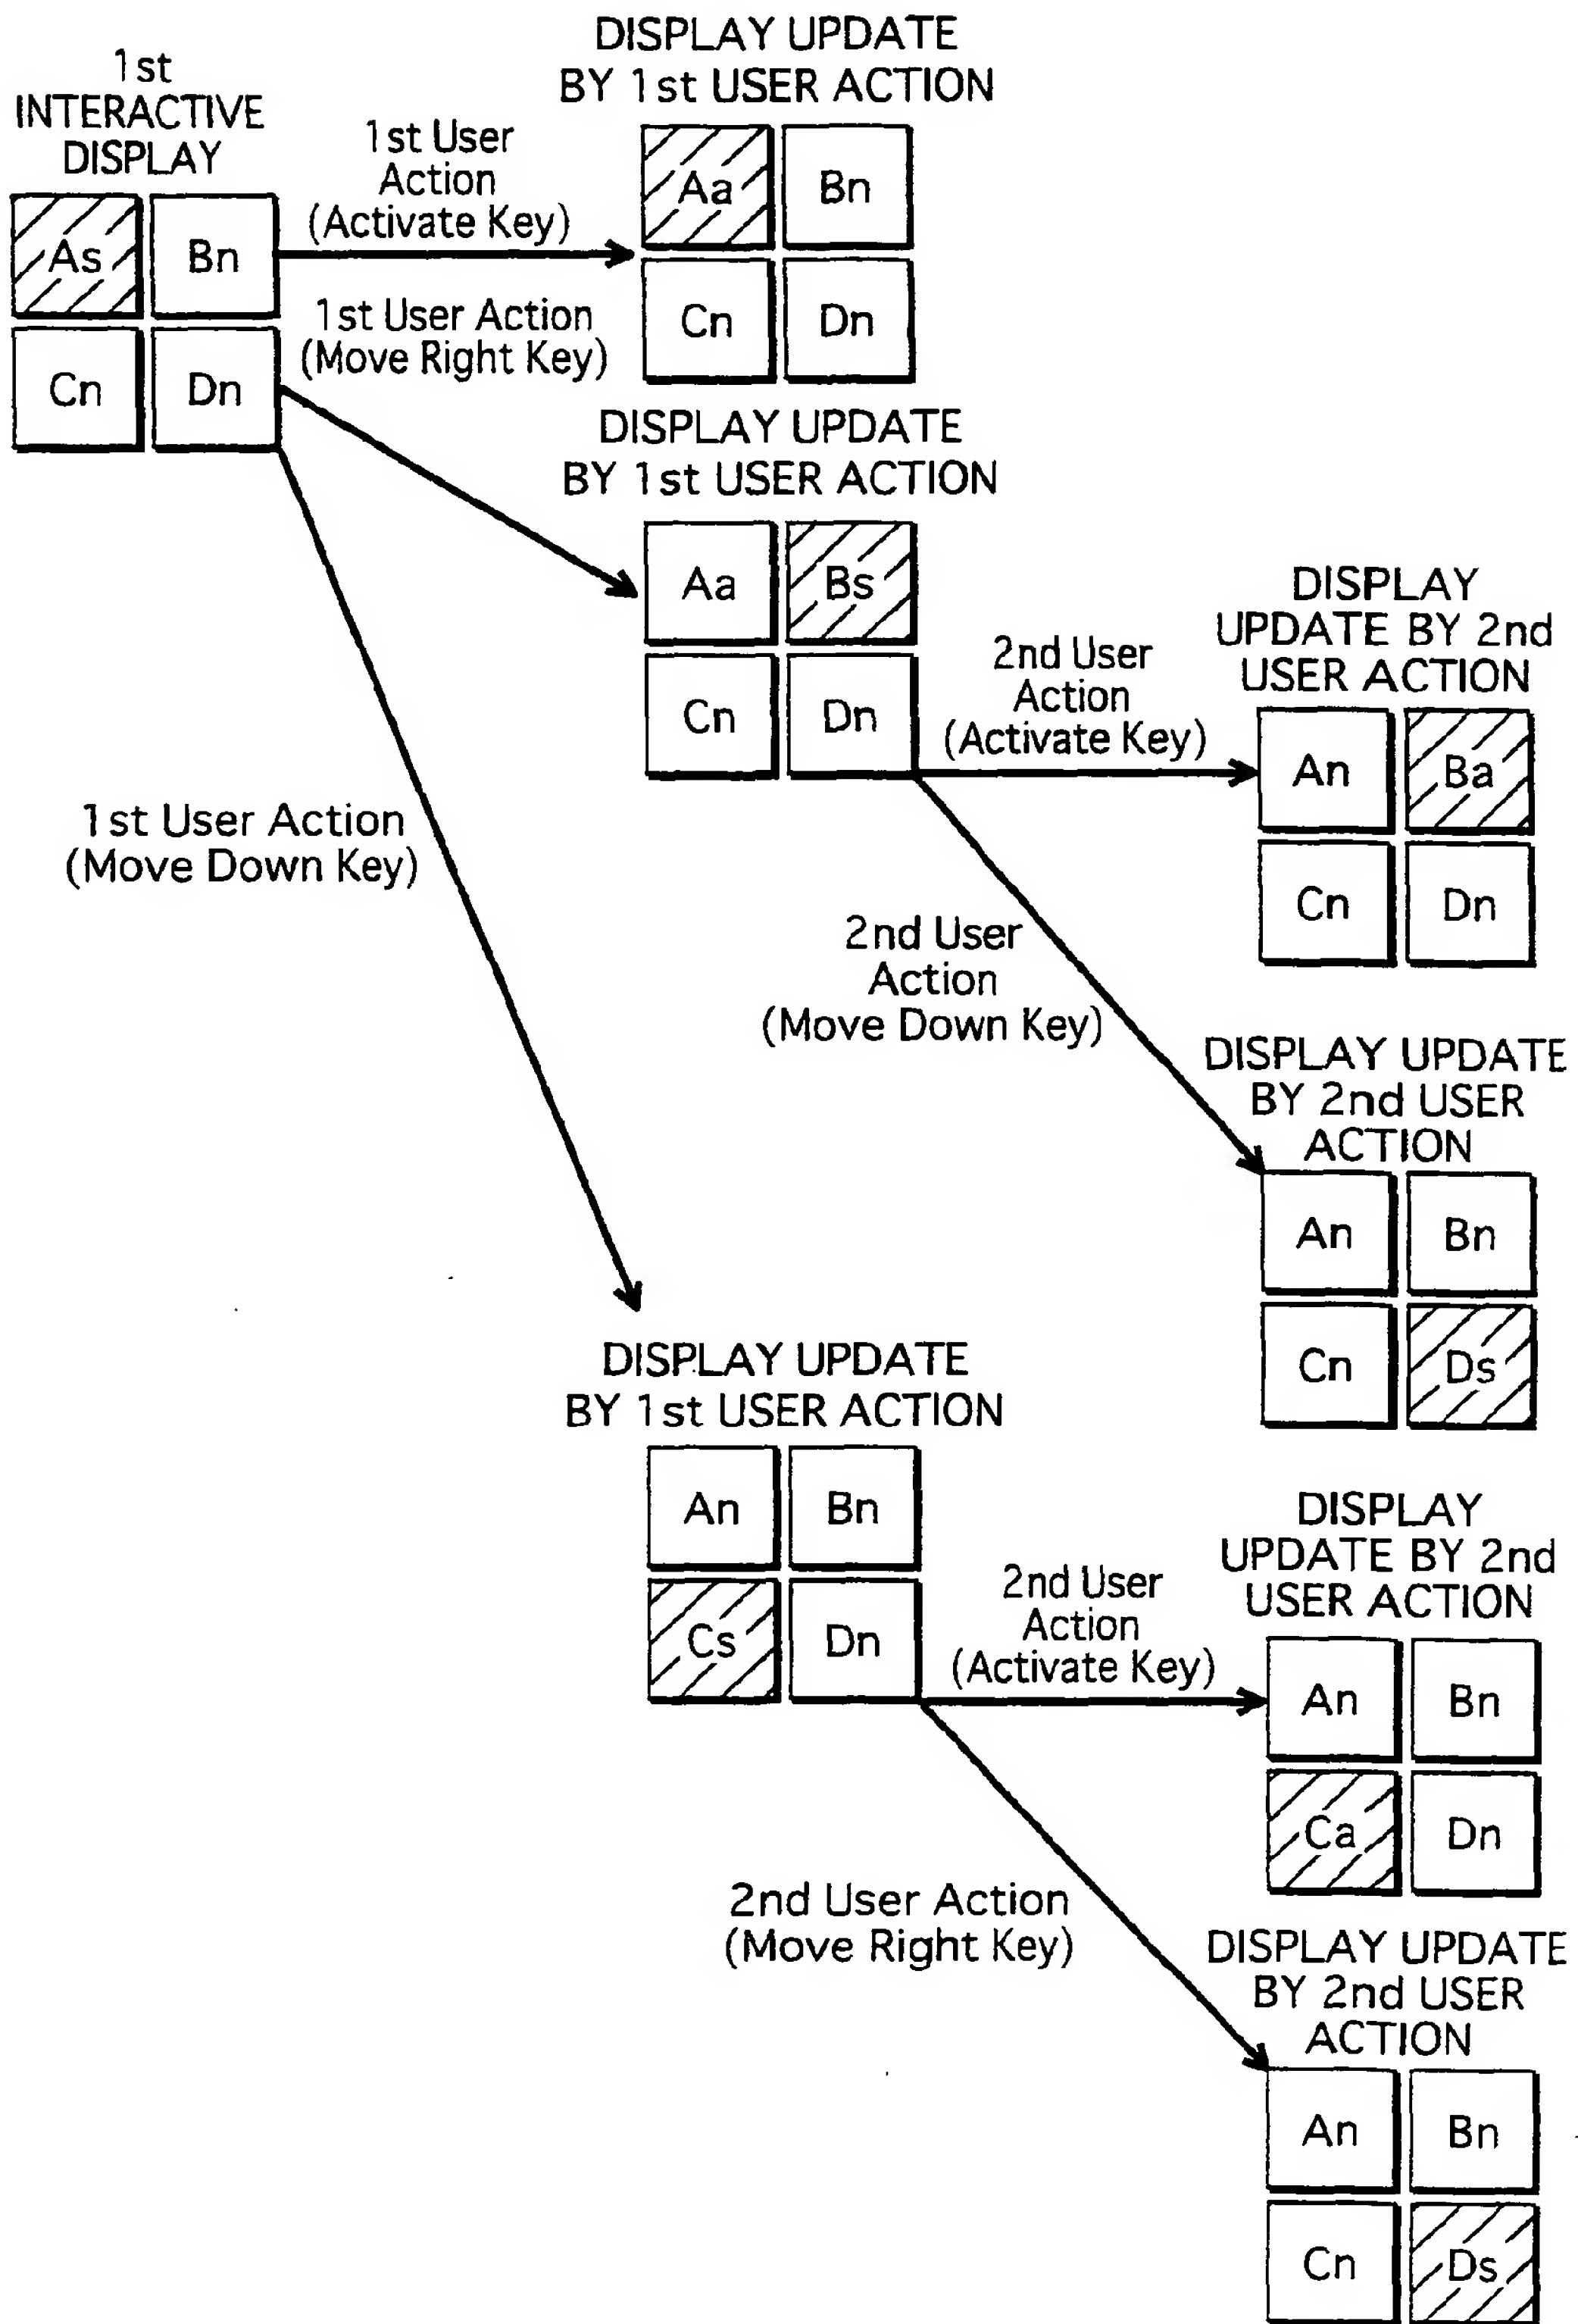 1st
INTERACTIVE
DISPLAY
As Bn
Cn Dn
1st User
Action
(Activate Key)
DISPLAY UPDATE
BY 1st USER ACTION
Aa Bn
Cn Dn
1st User Action
(Move Right Key)
DISPLAY UPDATE
BY 1st USER ACTION
Aa Bs
Cn Dn
2nd User
Action
(Activate Key)
DISPLAY
UPDATE BY 2nd
USER ACTION
An Ba
Cn Dn
2nd User
Action
(Move Down Key)
DISPLAY UPDATE
BY 2nd USER
ACTION
An Bn
Cn Ds
1st User Action
(Move Down Key)
DISPLAY UPDATE
BY 1st USER ACTION
An Bn
Cs Dn
2nd User
Action
(Activate Key)
DISPLAY
UPDATE BY 2nd
USER ACTION
An Bn
Ca Dn
2nd User Action
(Move Right Key)
DISPLAY UPDATE
BY 2nd USER
ACTION
An Bn
Cn Ds